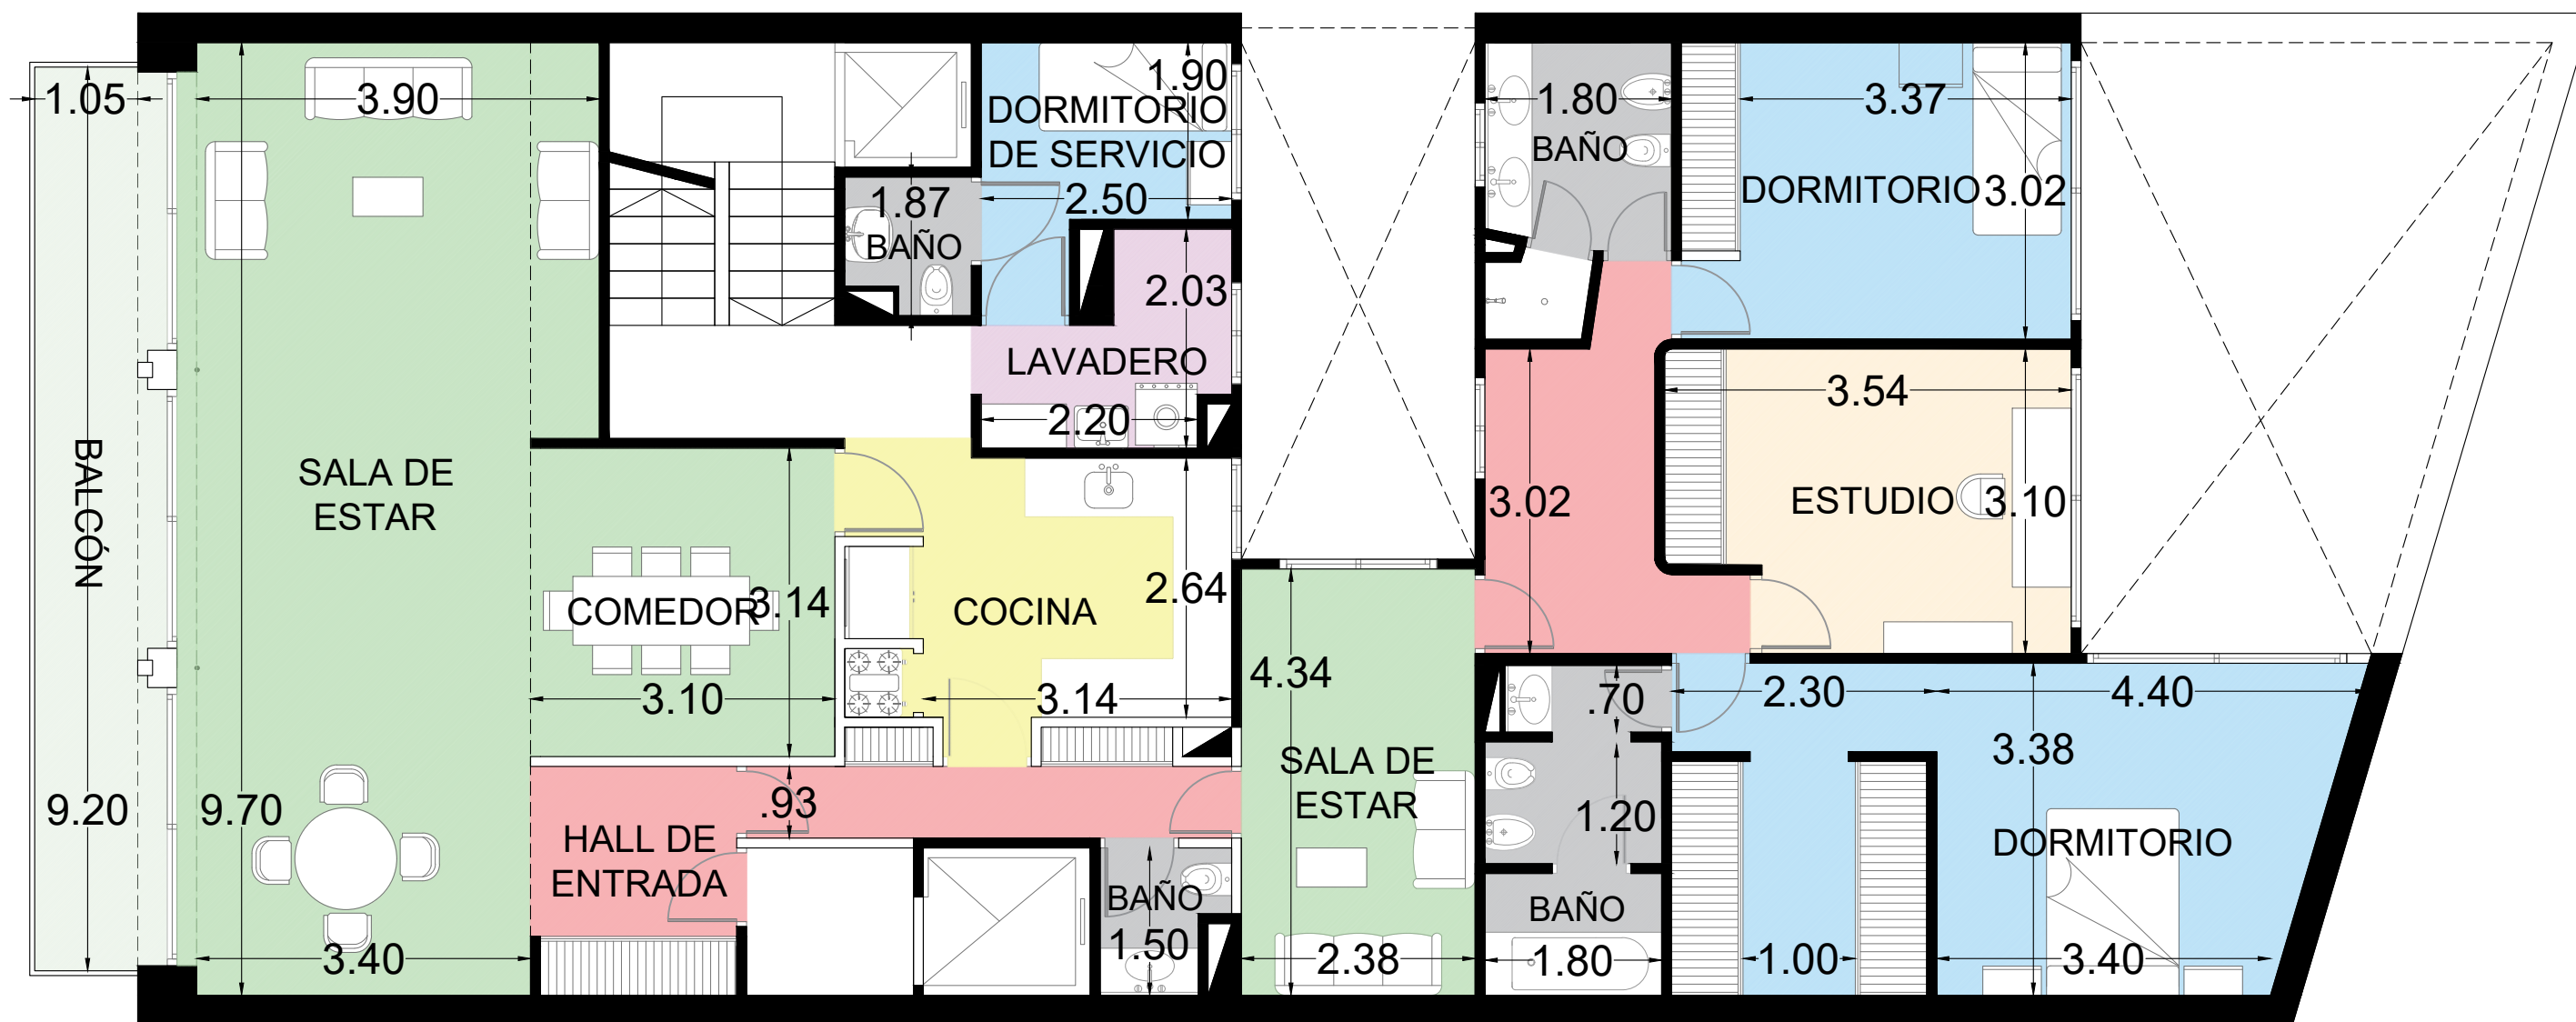 1.05
3.90
1.90
DORMITORIO
DE SERVICIO
2.50
1.87
BAÑO
1.80
BAÑO
3.37
DORMITORIO
3.02
2.03
LAVADERO
2.20
BALCÓN
SALA DE
ESTAR
3.54
3.02
ESTUDIO
3.10
COMEDOR
3.14
COCINA
2.64
3.10
3.14
4.34
.70
2.30
4.40
3.38
SALA DE
ESTAR
9.20
9.70
.93
1.20
HALL DE
ENTRADA
DORMITORIO
BAÑO
1.50
BAÑO
3.40
2.38
1.80
1.00
3.40